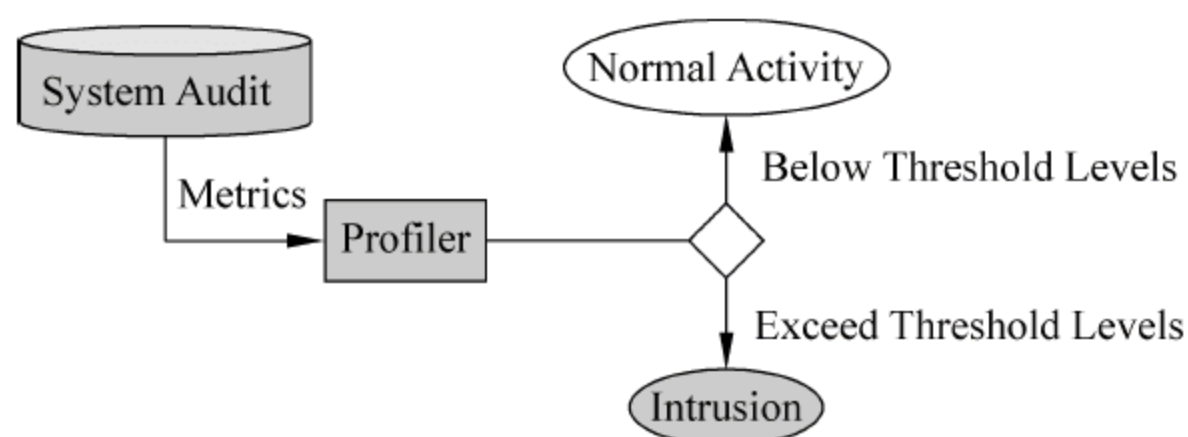 System Audit
Normal Activity
Below Threshold Levels
Metrics
Profiler
Exceed Threshold Levels
Intrusion